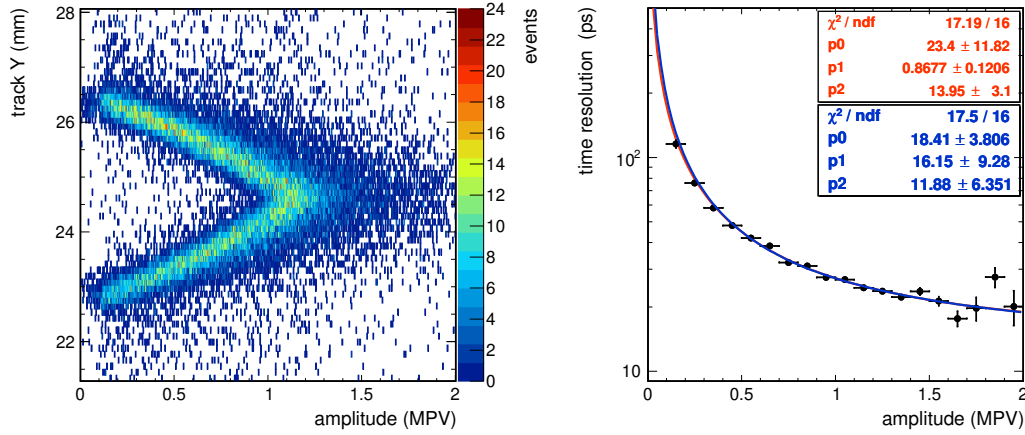 track Y (mm)
28
26
24
22
0
0.5
1
1.5
2
amplitude (MPV)
events
24
22
20
18
16
14
12
10
8
6
4
2
0
time resolution (ps)
10²
10
0
0.5
1
1.5
2
amplitude (MPV)
χ² / ndf 17.19 / 16
p0 23.4 ± 11.82
p1 0.8677 ± 0.1206
p2 13.95 ± 3.1
χ² / ndf 17.5 / 16
p0 18.41 ± 3.806
p1 16.15 ± 9.28
p2 11.88 ± 6.351